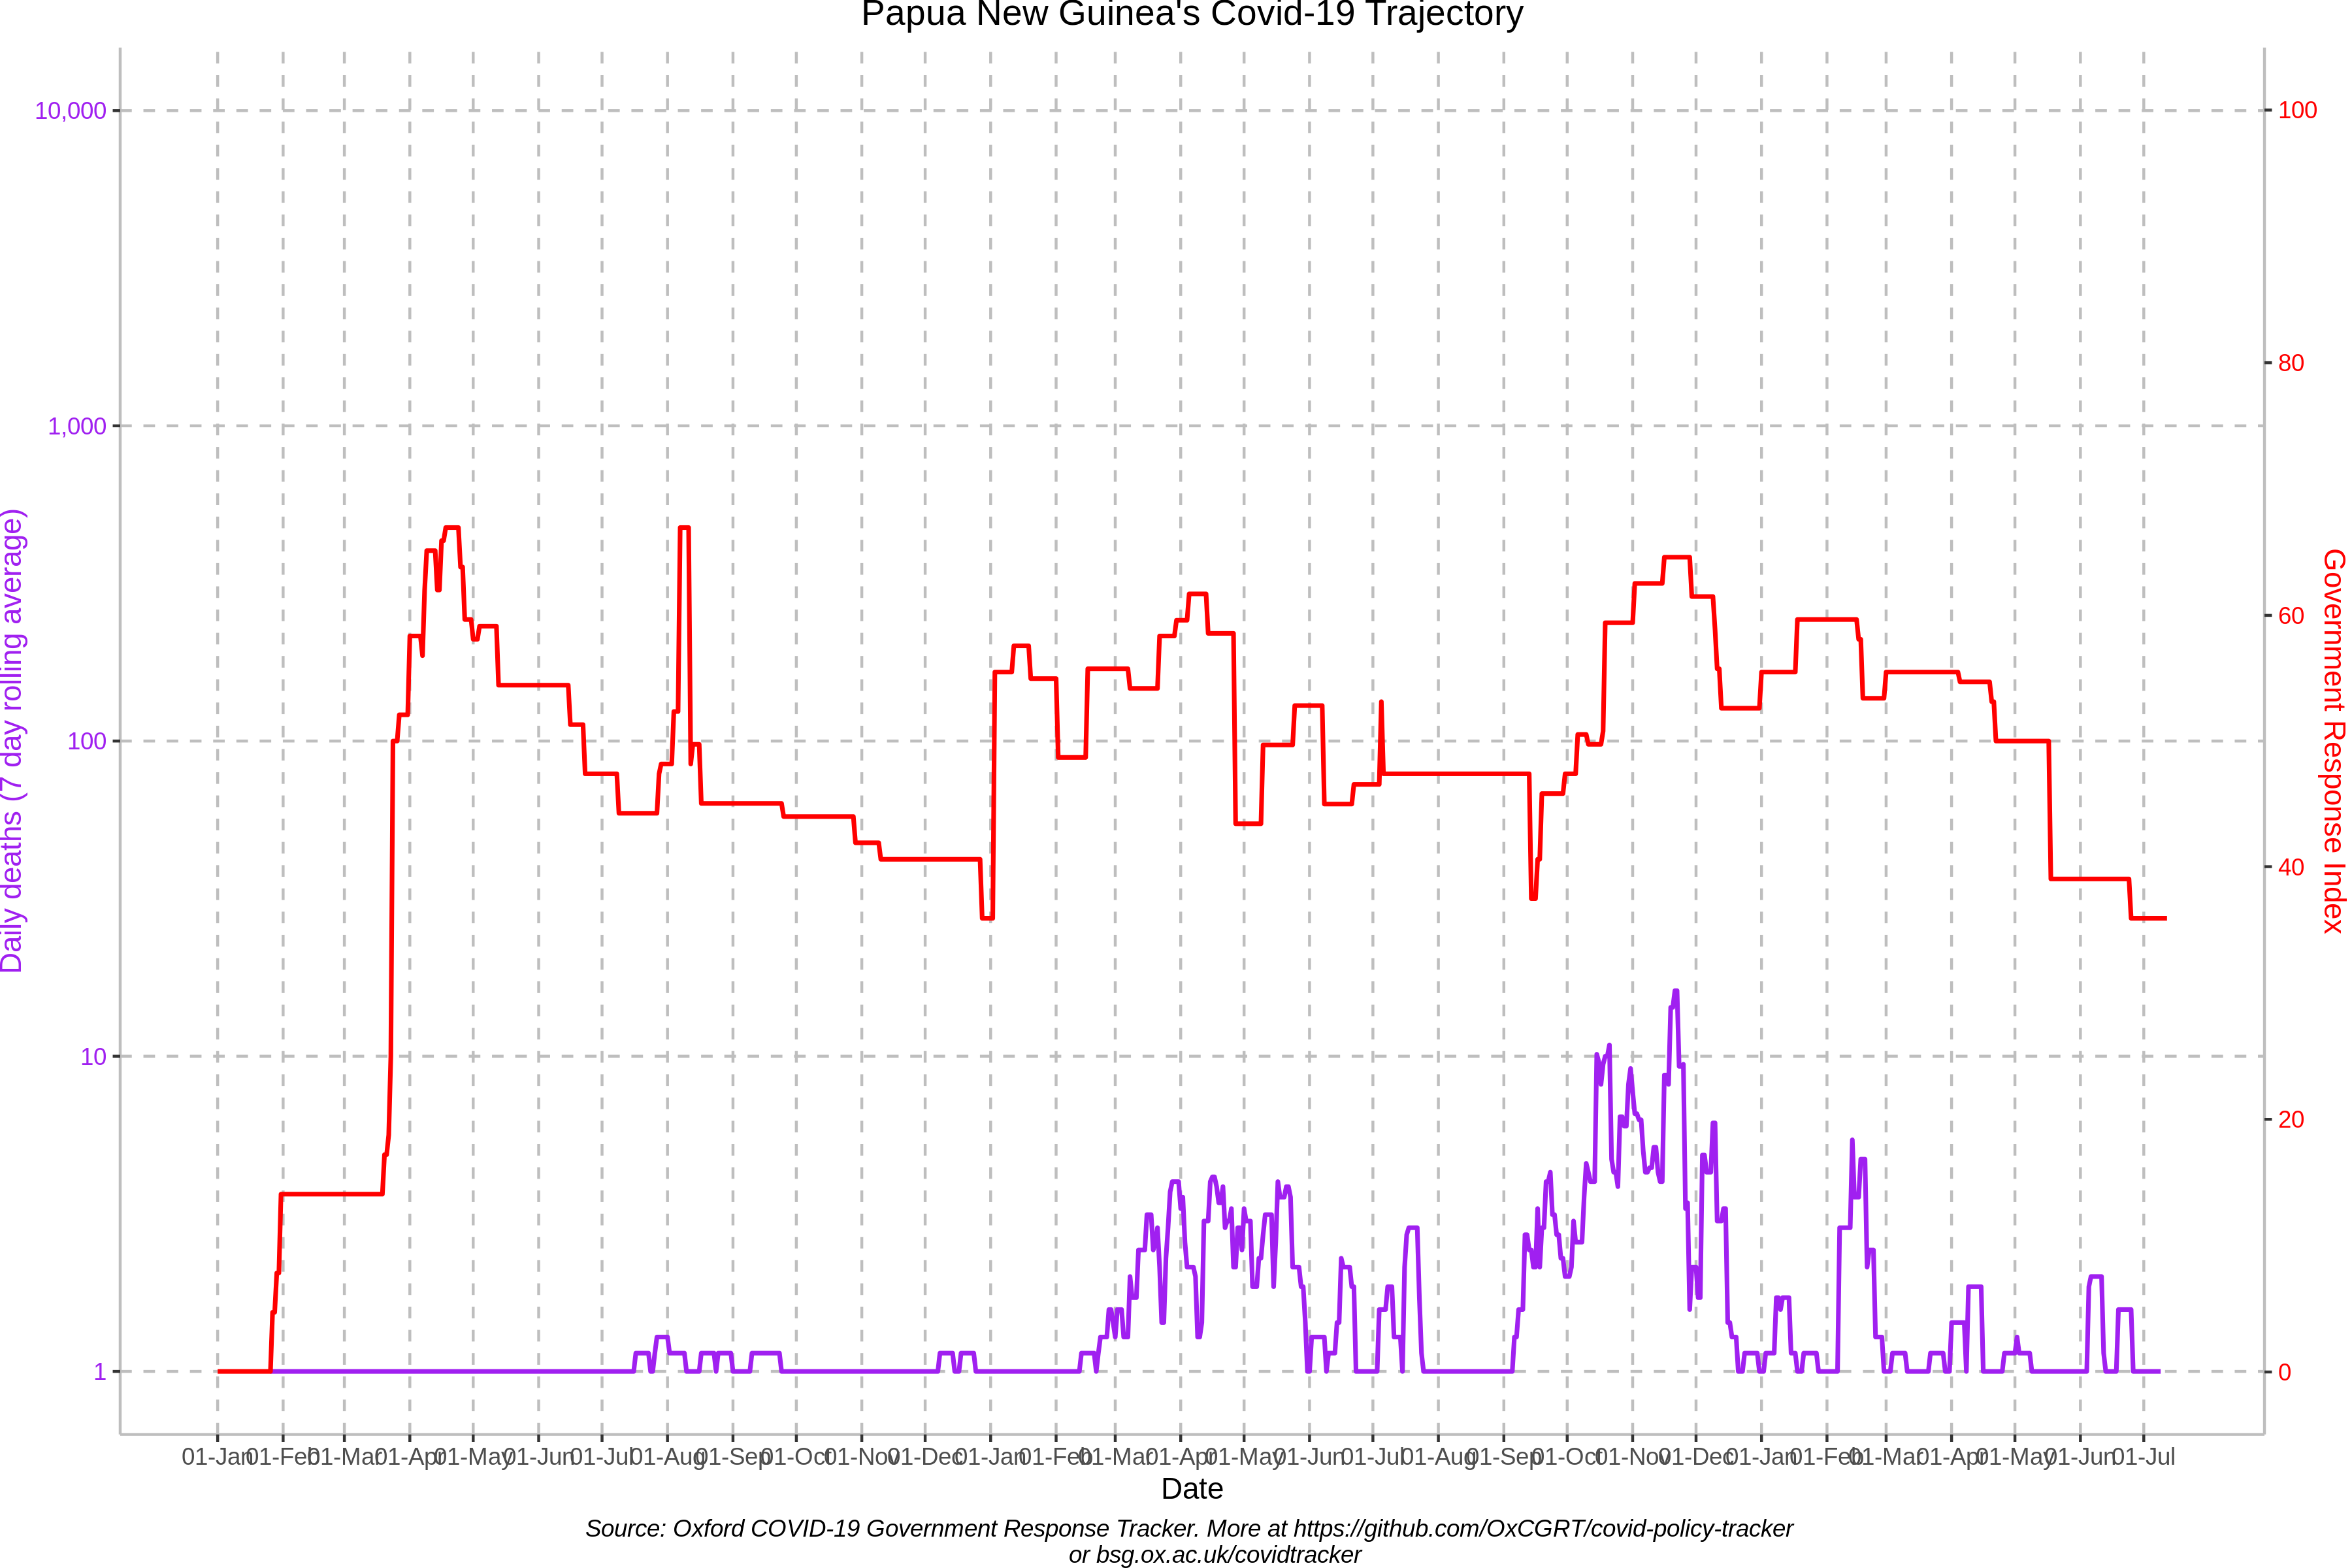 Papua New Guinea's Covid-19 Trajectory
Daily deaths (7 day rolling average)
10,000
1,000
100
10
1
Government Response Index
100
80
60
40
20
0
01-Jan 01-Feb 01-Mar 01-Apr 01-May 01-Jun 01-Jul 01-Aug 01-Sep 01-Oct 01-Nov 01-Dec 01-Jan 01-Feb 01-Mar 01-Apr 01-May 01-Jun 01-Jul 01-Aug 01-Sep 01-Oct 01-Nov 01-Dec 01-Jan 01-Feb 01-Mar 01-Apr 01-May 01-Jun 01-Jul
Date
Source: Oxford COVID-19 Government Response Tracker. More at https://github.com/OxCGRT/covid-policy-tracker
or bsg.ox.ac.uk/covidtracker